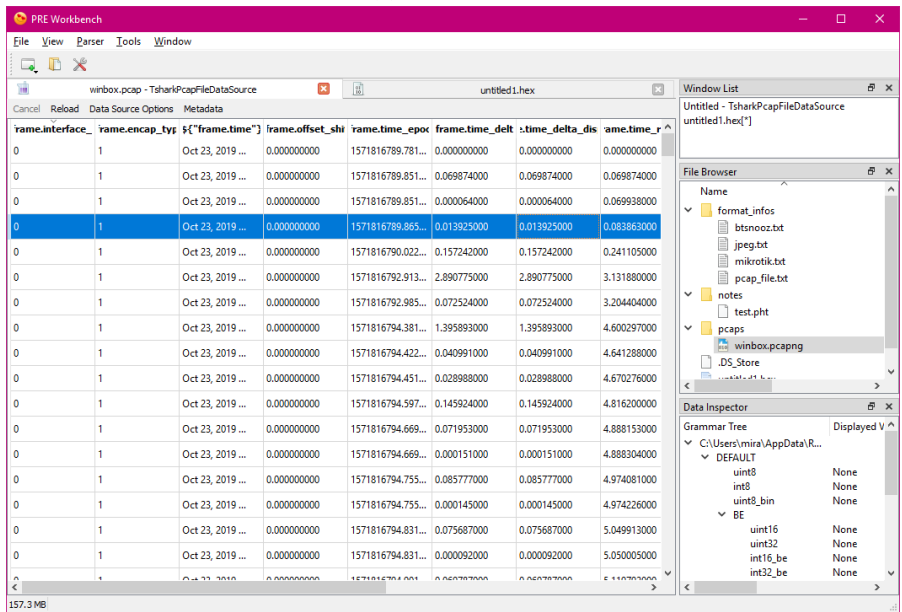 PRE Workbench
File View Parser Tools Window
winbox.pcap - TsharkPcapFileDataSource
untitled1.hex
Cancel Reload Data Source Options Metadata
rame.interface_ rame.encap_typ ${"frame.time"} frame.offset_shi rame.time_epoc frame.time_delt e.time_delta_dis rame.time_r
0 1 Oct 23, 2019 ... 0.000000000 1571816789.781... 0.000000000 0.000000000 0.000000000
0 1 Oct 23, 2019 ... 0.000000000 1571816789.851... 0.069874000 0.069874000 0.069874000
0 1 Oct 23, 2019 ... 0.000000000 1571816789.851... 0.000064000 0.000064000 0.069938000
0 1 Oct 23, 2019 ... 0.000000000 1571816789.865... 0.013925000 0.013925000 0.083863000
0 1 Oct 23, 2019 ... 0.000000000 1571816790.022... 0.157242000 0.157242000 0.241105000
0 1 Oct 23, 2019 ... 0.000000000 1571816792.913... 2.890775000 2.890775000 3.131880000
0 1 Oct 23, 2019 ... 0.000000000 1571816792.985... 0.072524000 0.072524000 3.204404000
0 1 Oct 23, 2019 ... 0.000000000 1571816794.381... 1.395893000 1.395893000 4.600297000
0 1 Oct 23, 2019 ... 0.000000000 1571816794.422... 0.040991000 0.040991000 4.641288000
0 1 Oct 23, 2019 ... 0.000000000 1571816794.451... 0.028988000 0.028988000 4.670276000
0 1 Oct 23, 2019 ... 0.000000000 1571816794.597... 0.145924000 0.145924000 4.816200000
0 1 Oct 23, 2019 ... 0.000000000 1571816794.669... 0.071953000 0.071953000 4.888153000
0 1 Oct 23, 2019 ... 0.000000000 1571816794.669... 0.000151000 0.000151000 4.888304000
0 1 Oct 23, 2019 ... 0.000000000 1571816794.755... 0.085777000 0.085777000 4.974081000
0 1 Oct 23, 2019 ... 0.000000000 1571816794.755... 0.000145000 0.000145000 4.974226000
0 1 Oct 23, 2019 ... 0.000000000 1571816794.831... 0.075687000 0.075687000 5.049913000
0 1 Oct 23, 2019 ... 0.000000000 1571816794.831... 0.000092000 0.000092000 5.050005000
157.3 MB
Window List
Untitled - TsharkPcapFileDataSource
untitled1.hex[*]
File Browser
Name
format_infos
btsnooz.txt
jpeg.txt
mikrotik.txt
pcap_file.txt
notes
test.pht
pcaps
winbox.pcapng
.DS_Store
Data Inspector
Grammar Tree Displayed V
C:\Users\mira\AppData\R...
DEFAULT
uint8 None
int8 None
uint8_bin None
BE
uint16 None
uint32 None
int16_be None
int32_be None